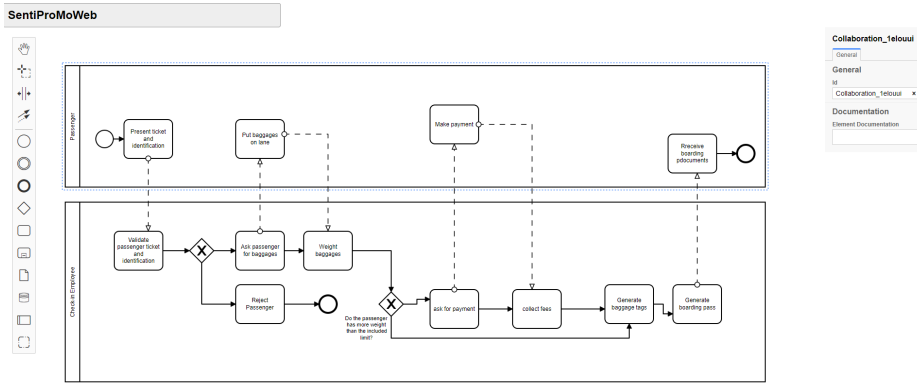 SentiProMoWeb
Collaboration_1elouui
General
General
Id
Collaboration_1elouui ×
Documentation
Element Documentation
Passenger
Present ticket
and
identification
Put baggages
on lane
Make payment
Rreceive
boarding
pdocuments
Checkin Employee
Validate
passenger ticket
and
identification
Ask passenger
for baggages
Weight
baggages
Reject
Passenger
Do the passenger
has more weight
than the included
limit?
ask for payment
collect fees
Generate
baggage tags
Generate
boarding pass